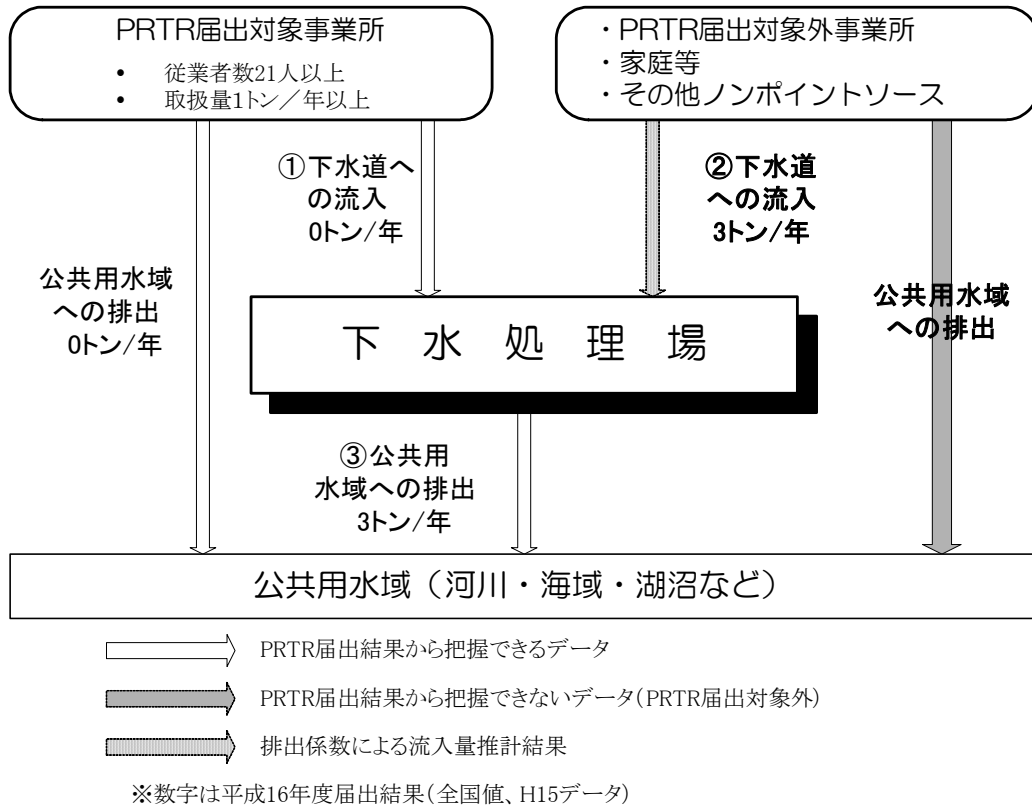 PRTR届出対象事業所
• 従業者数21人以上
• 取扱量1トン／年以上
・PRTR届出対象外事業所
・家庭等
・その他ノンポイントソース
①下水道へ
の流入
0トン/年
②下水道
への流入
3トン/年
公共用水域
への排出
0トン/年
公共用水域
への排出
下水処理場
③公共用
水域への排出
3トン/年
公共用水域（河川・海域・湖沼など）
PRTR届出結果から把握できるデータ
PRTR届出結果から把握できないデータ(PRTR届出対象外)
排出係数による流入量推計結果
※数字は平成16年度届出結果(全国値、H15データ)